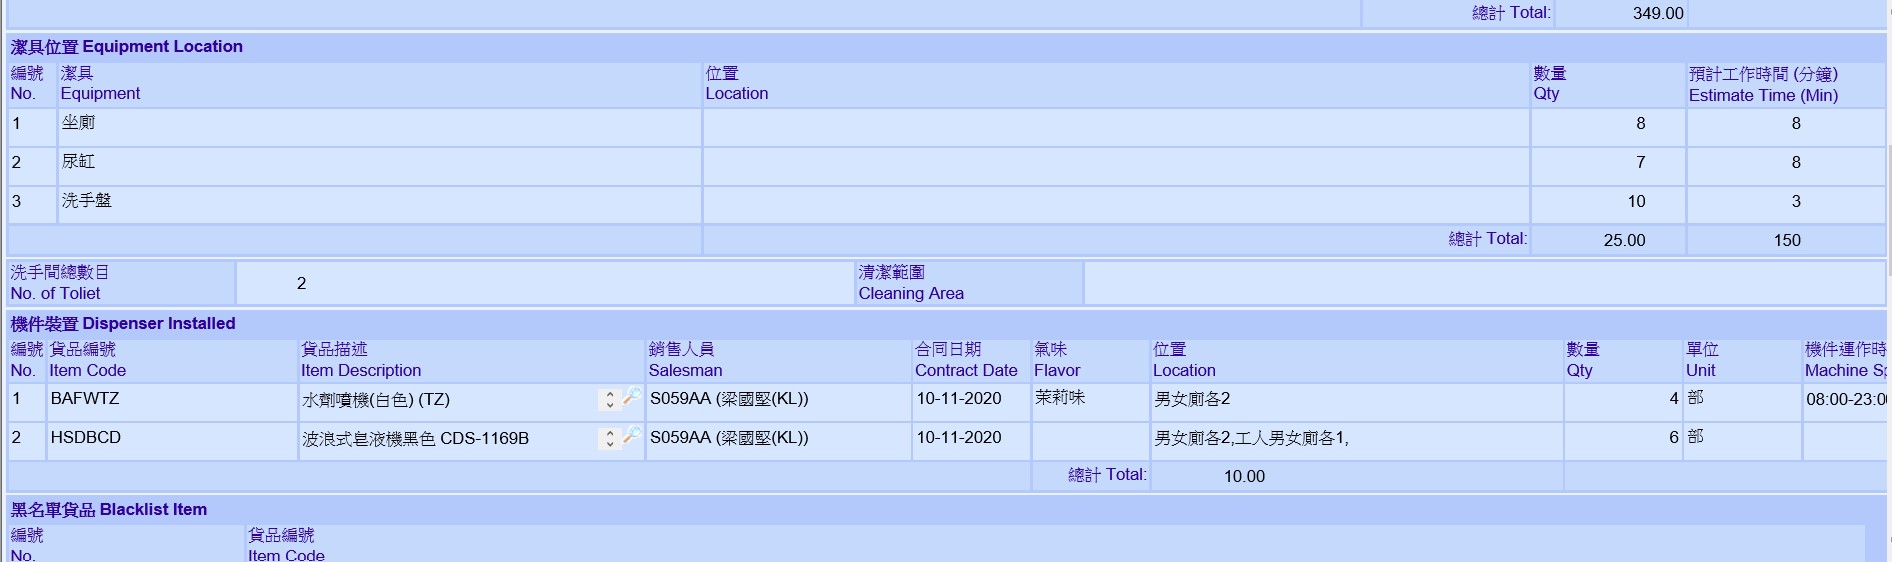 總計 Total: 349.00
潔具位置 Equipment Location
編號 潔具 位置 數量 預計工作時間 (分鐘)
No. Equipment Location Qty Estimate Time (Min)
1 坐廁 8 8
2 尿缸 7 8
3 洗手盤 10 3
總計 Total: 25.00 150
洗手間總數目 2 清潔範圍
No. of Toliet Cleaning Area
機件裝置 Dispenser Installed
編號 貨品編號 貨品描述 銷售人員 合同日期 氣味 位置 數量 單位 機件運作時
No. Item Code Item Description Salesman Contract Date Flavor Location Qty Unit Machine Sp
1 BAFWTZ 水劑噴機(白色) (TZ) S059AA (梁國堅(KL)) 10-11-2020 茉莉味 男女廁各2 4 部 08:00-23:00
2 HSDBCD 波浪式皂液機黑色 CDS-1169B S059AA (梁國堅(KL)) 10-11-2020 男女廁各2,工人男女廁各1, 6 部
總計 Total: 10.00
黑名單貨品 Blacklist Item
編號 貨品編號
No. Item Code